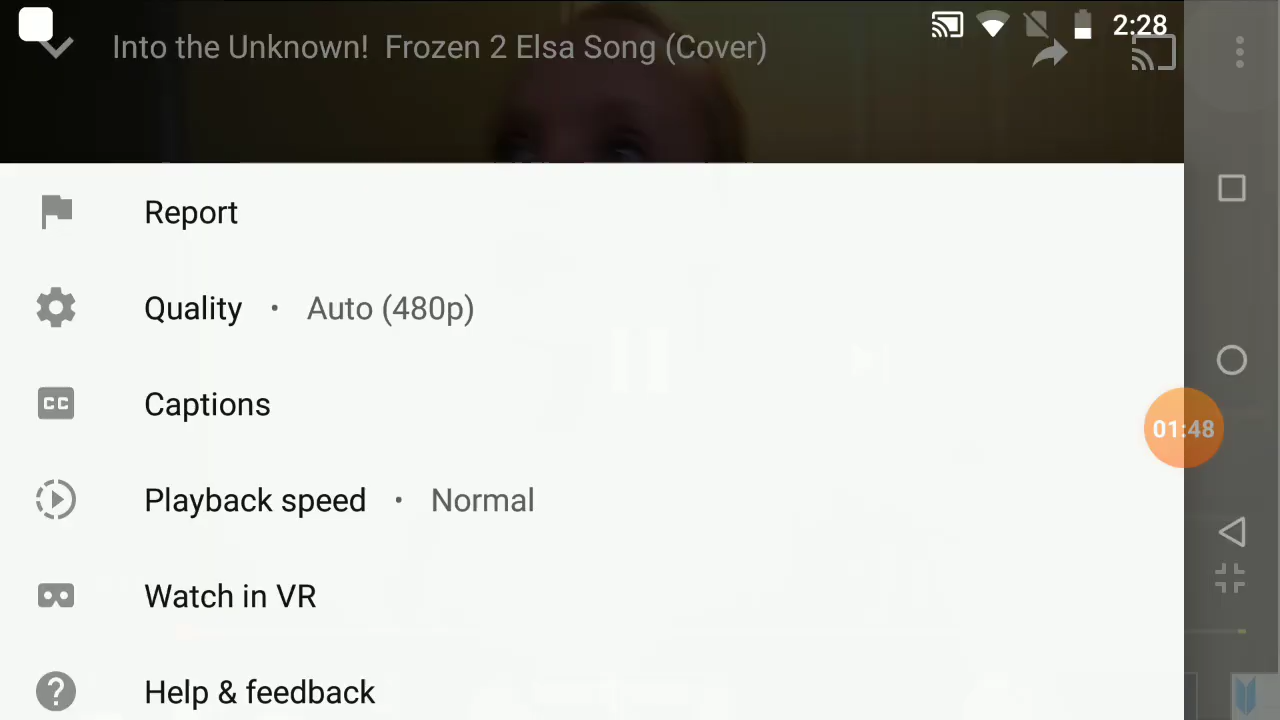 2:28
Into the Unknown!  Frozen 2 Elsa Song (Cover)
Report
Quality • Auto (480p)
CC Captions
01:48
Playback speed • Normal
Watch in VR
? Help & feedback